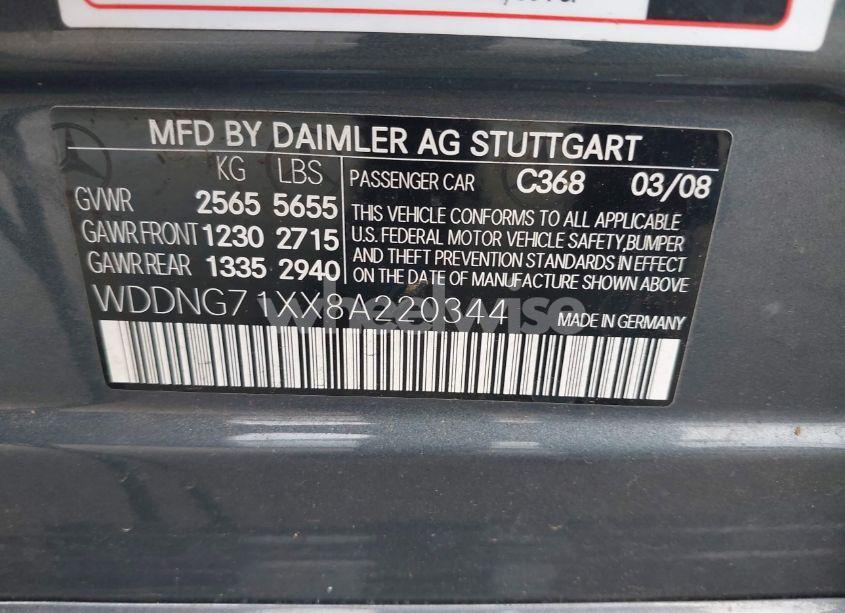 MFD BY DAIMLER AG STUTTGART
KG LBS
GVWR 2565 5655
GAWR FRONT 1230 2715
GAWR REAR 1335 2940
PASSENGER CAR C368 03/08
THIS VEHICLE CONFORMS TO ALL APPLICABLE
U.S. FEDERAL MOTOR VEHICLE SAFETY,BUMPER
AND THEFT PREVENTION STANDARDS IN EFFECT
ON THE DATE OF MANUFACTURE SHOWN ABOVE
WDDNG71XX8A220344
MADE IN GERMANY
wheelwise